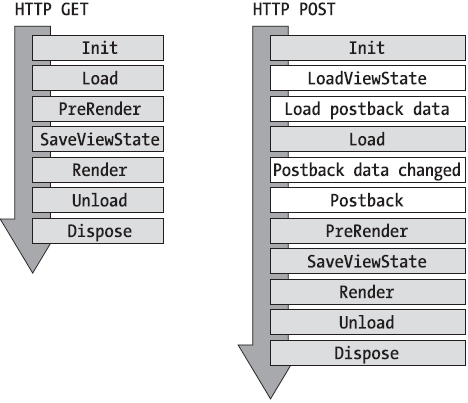 HTTP GET
Init
Load
PreRender
SaveViewState
Render
Unload
Dispose
HTTP POST
Init
LoadViewState
Load postback data
Load
Postback data changed
Postback
PreRender
SaveViewState
Render
Unload
Dispose